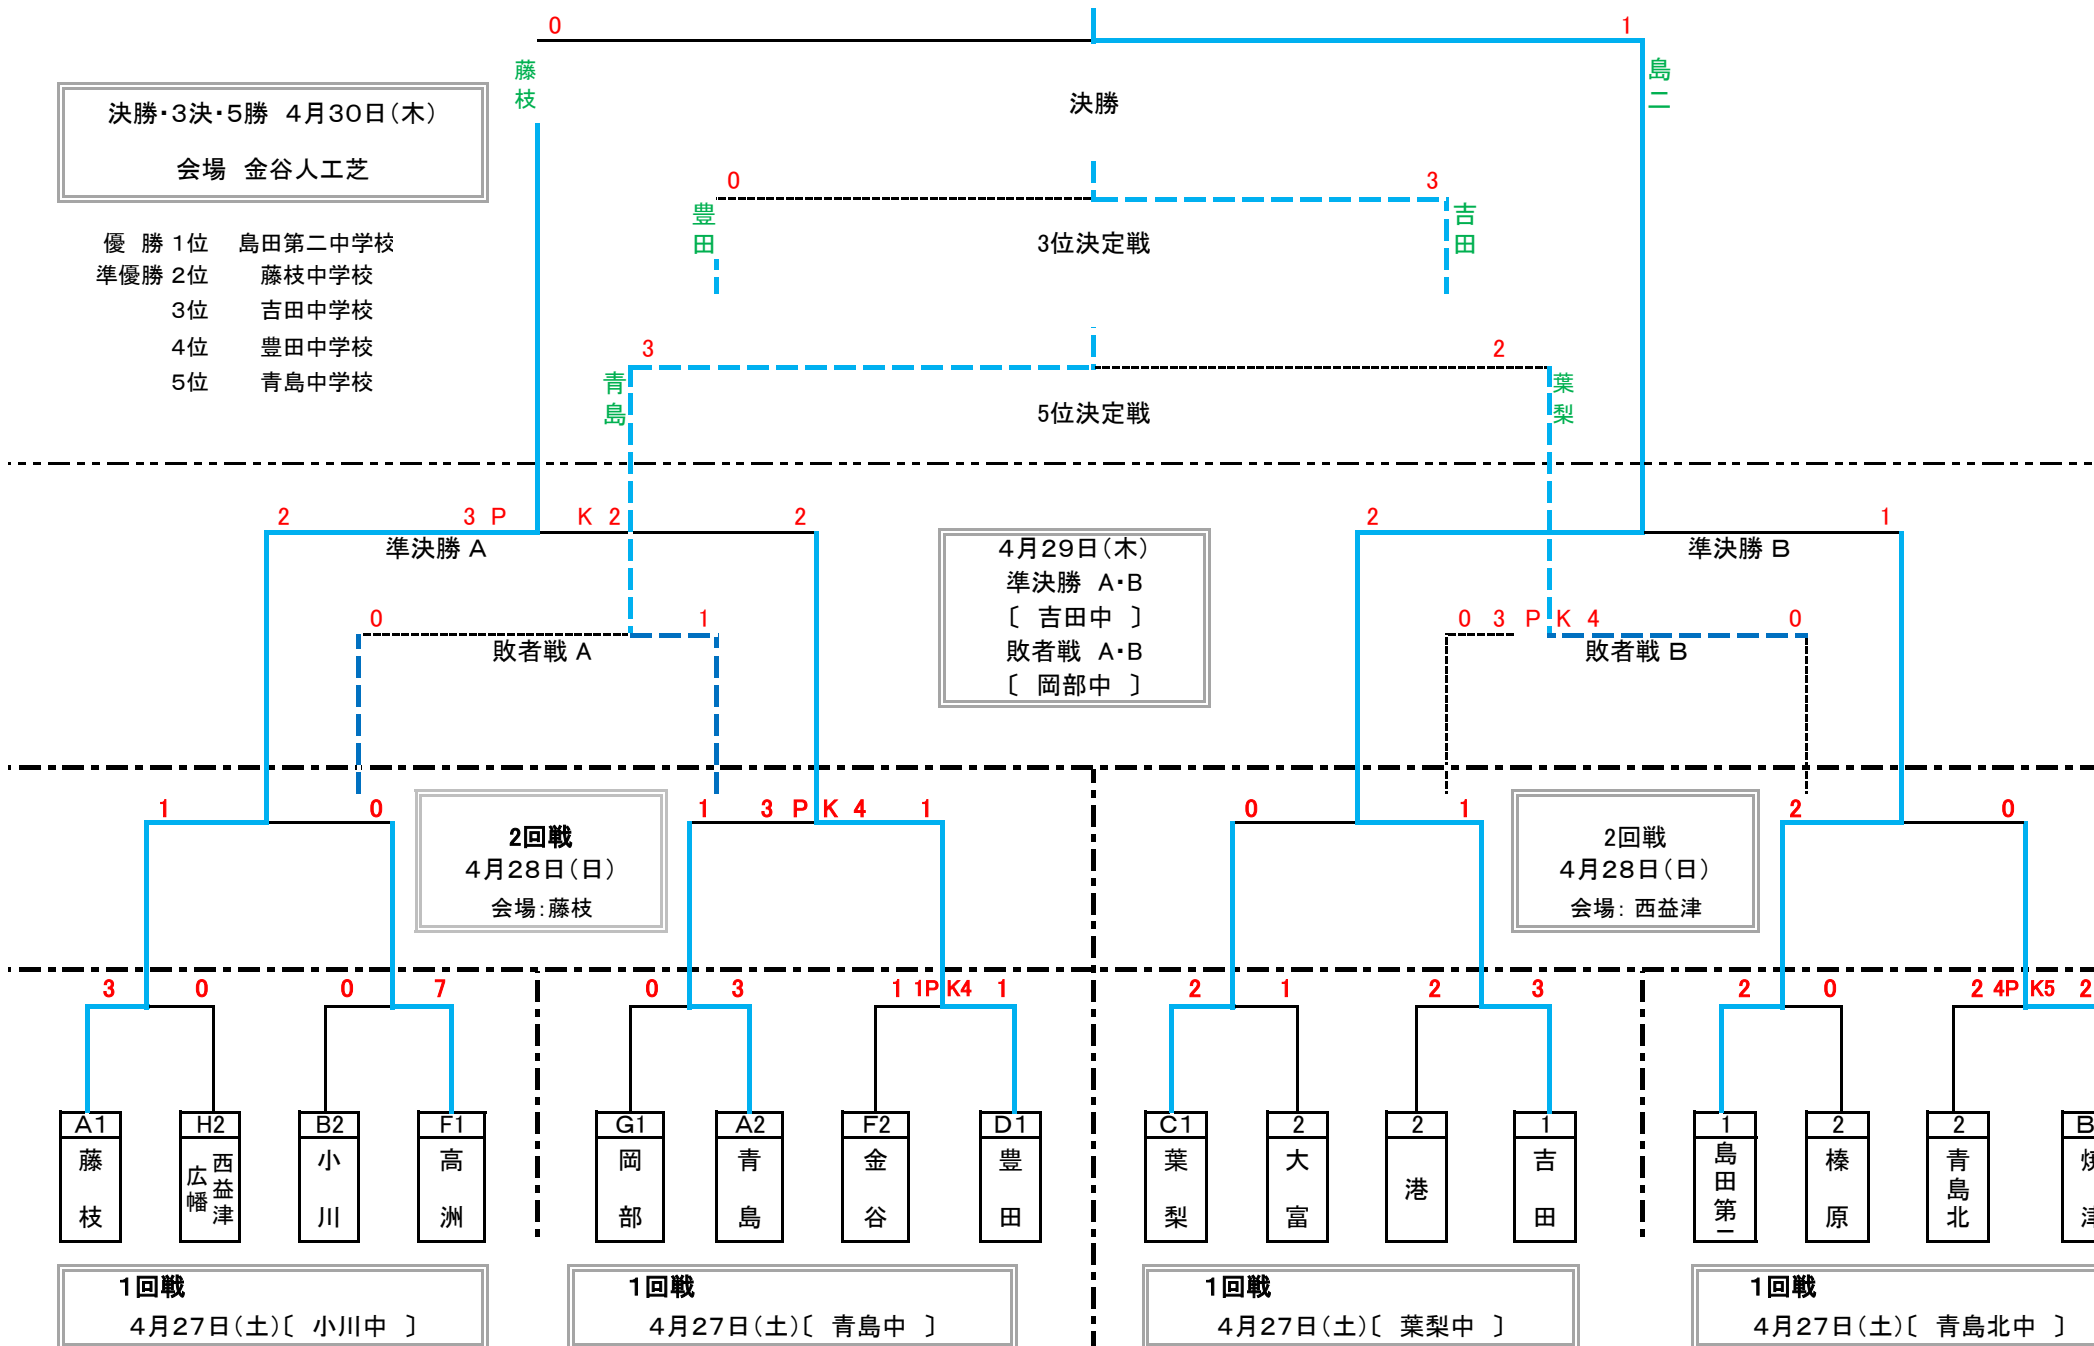 0 1
藤枝 島二
決勝･3決･5勝 4月30日(木)
会場 金谷人工芝
決勝
0 3
豊田 吉田
3位決定戦
優 勝 1位 島田第二中学校
準優勝 2位 藤枝中学校
3位 吉田中学校
4位 豊田中学校
5位 青島中学校
3 2
青島 葉梨
5位決定戦
2 3 P K 2 2 2 1
準決勝 A 準決勝 B
4月29日(木)
準決勝 A･B
〔 吉田中 〕
敗者戦 A･B
〔 岡部中 〕
0 1 0 3 P K 4 0
敗者戦 A 敗者戦 B
1 0 1 3 P K 4 1 0 1 2 0
2回戦
4月28日(日)
会場:藤枝
2回戦
4月28日(日)
会場: 西益津
3 0 0 7 0 3 1 1P K4 1 2 1 2 3 2 0 2 4P K5 2
A1 H2 B2 F1 G1 A2 F2 D1 C1 2 2 1 1 2 2 B
藤枝 西益津 広幡 小川 高洲 岡部 青島 金谷 豊田 葉梨 大富 港 吉田 島田第二 榛原 青島北 焼津
1回戦
4月27日(土)〔 小川中 〕
1回戦
4月27日(土)〔 青島中 〕
1回戦
4月27日(土)〔 葉梨中 〕
1回戦
4月27日(土)〔 青島北中 〕